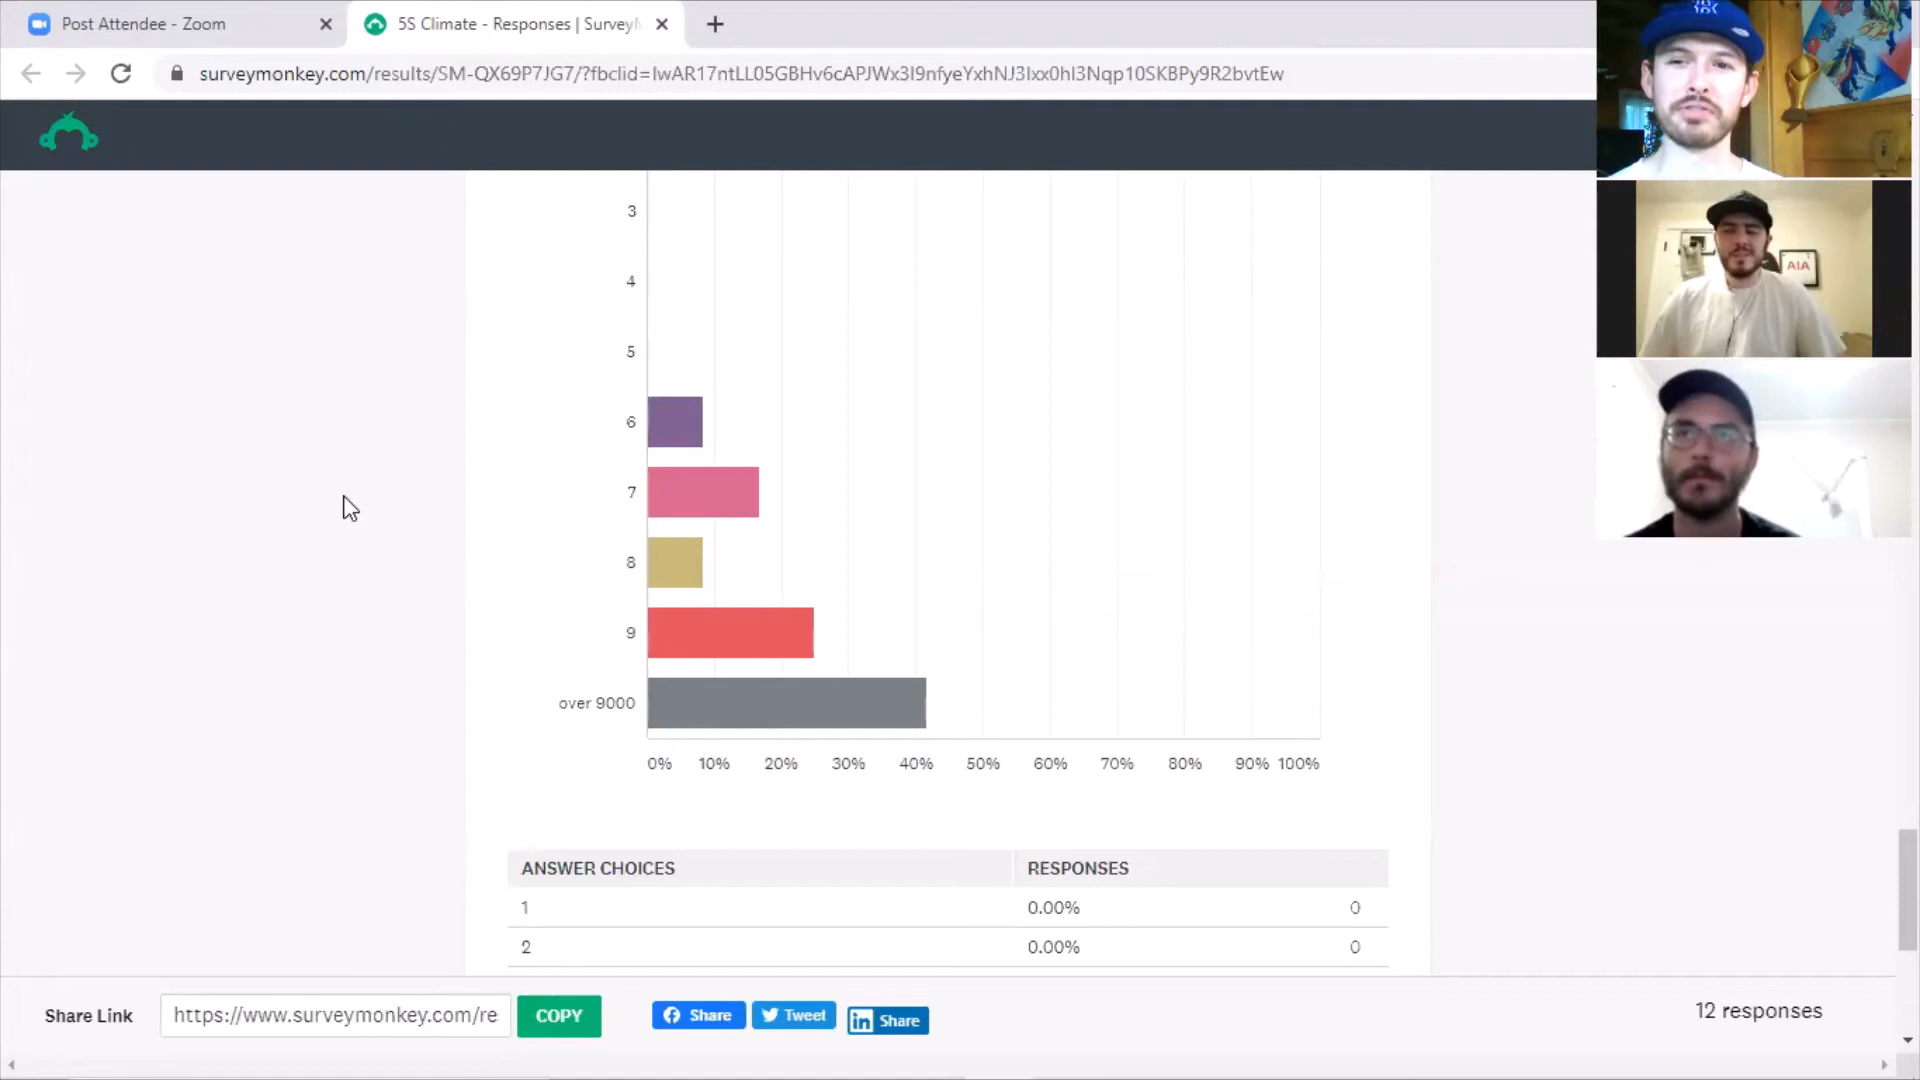 Post Attendee - Zoom
5S Climate - Responses | SurveyM
surveymonkey.com/results/SM-QX69P7JG7/?fbclid=IwAR17ntLL05GBHv6cAPJWx3I9nfyeYxhNJ3Ixx0hl3Nqp10SKBPy9R2bvtEw
3
4
5
6
7
8
9
over 9000
0% 10% 20% 30% 40% 50% 60% 70% 80% 90% 100%
AIA
ANSWER CHOICES RESPONSES
1 0.00% 0
2 0.00% 0
Share Link https://www.surveymonkey.com/re COPY Share Tweet in Share 12 responses